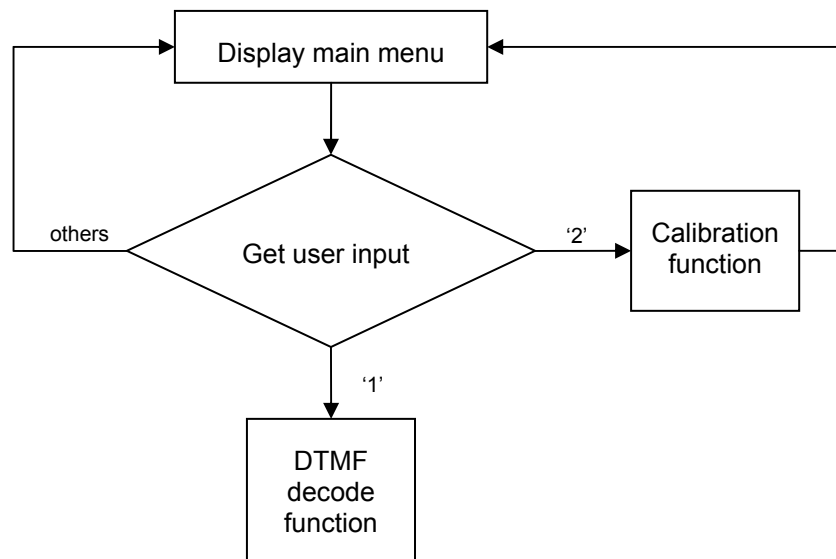 Display main menu
others
Get user input
‘2’
Calibration
function
‘1’
DTMF
decode
function